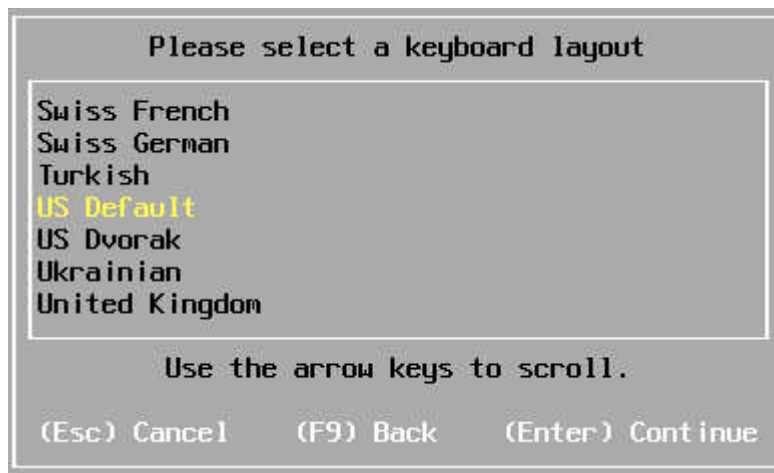 Please select a keyboard layout
Swiss French
Swiss German
Turkish
US Default
US Dvorak
Ukrainian
United Kingdom
Use the arrow keys to scroll.
(Esc) Cancel (F9) Back (Enter) Continue